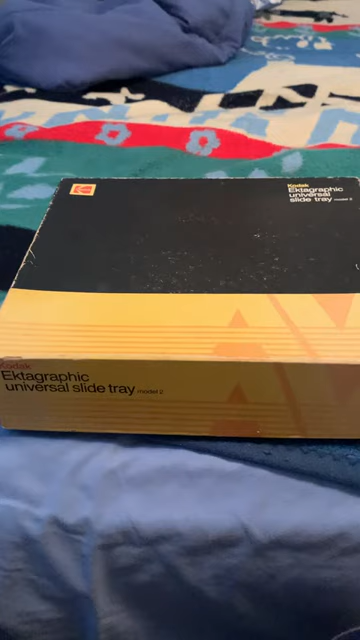 Kodak
Ektagraphic
universal
slide tray model 2
Kodak
Ektagraphic
universal slide tray model 2